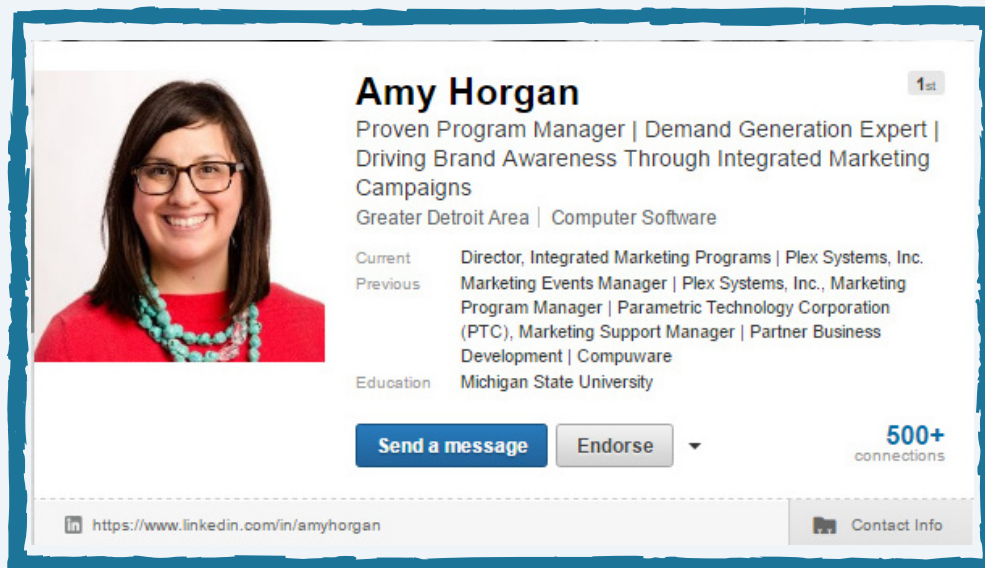 Amy Horgan
1st
Proven Program Manager | Demand Generation Expert |
Driving Brand Awareness Through Integrated Marketing
Campaigns
Greater Detroit Area | Computer Software
Current Director, Integrated Marketing Programs | Plex Systems, Inc.
Previous Marketing Events Manager | Plex Systems, Inc., Marketing
Program Manager | Parametric Technology Corporation
(PTC), Marketing Support Manager | Partner Business
Development | Compuware
Education Michigan State University
Send a message Endorse
500+
connections
in https://www.linkedin.com/in/amyhorgan Contact Info